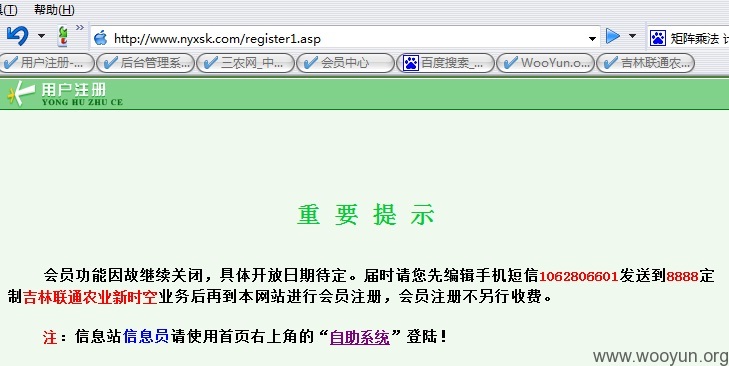 (T) 帮助(H)
http://www.nyxsk.com/register1.asp
矩阵乘法 计
用户注册-... 后台管理系... 三农网_中... 会员中心 百度搜索_... WooYun.o... 吉林联通农...
用户注册
YONG HU ZHU CE
重 要 提 示
会员功能因故继续关闭，具体开放日期待定。届时请您先编辑手机短信1062806601发送到8888定
制吉林联通农业新时空业务后再到本网站进行会员注册，会员注册不另行收费。
注：信息站信息员请使用首页右上角的“自助系统”登陆！
www.wooyun.org